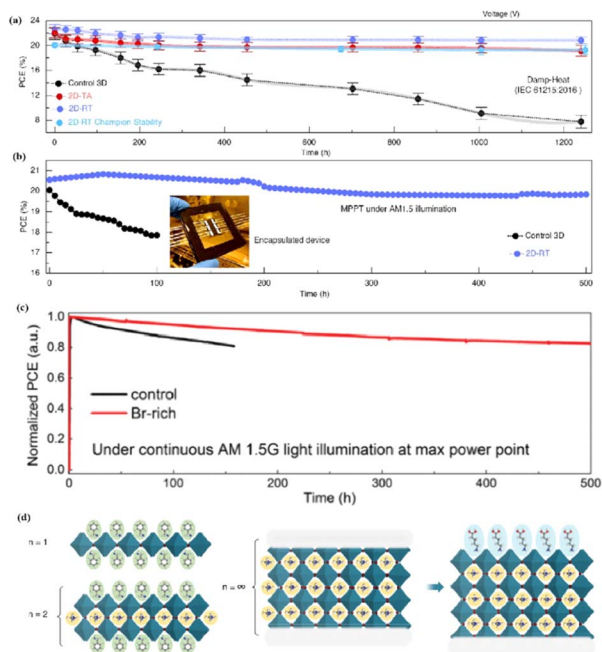 Voltage (V)
(a)
PCE (%)
20
16
12
8
Control 3D
2D-TA
2D-RT
2D RT Champion Stability
Damp-Heat
(IEC 61215:2016 )
0 200 400 600 800 1000 1200
Time (h)
(b)
PCE (%)
21
20
19
18
17
16
MPPT under AM1.5 illumination
Encapsulated device
Control 3D
2D-RT
0 100 200 300 400 500
Time (h)
(c)
Normalized PCE (a.u.)
1.0
0.8
0.6
0.4
0.2
0.0
control
Br-rich
Under continuous AM 1.5G light illumination at max power point
0 100 200 300 400 500
Time (h)
(d)
n = 1
n = 2
n = ∞